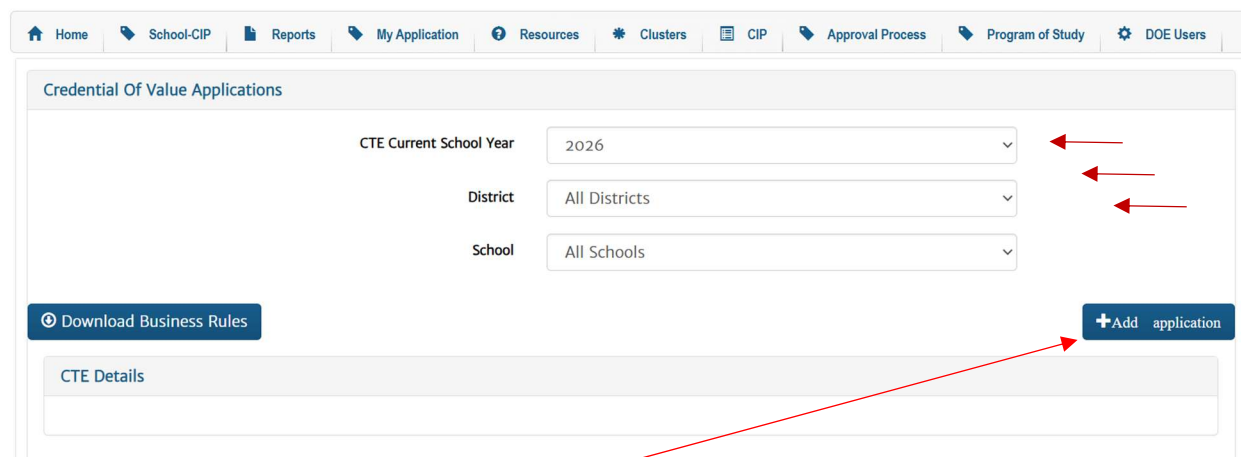 Home School-CIP Reports My Application Resources Clusters CIP Approval Process Program of Study DOE Users
Credential Of Value Applications
CTE Current School Year 2026
District All Districts
School All Schools
Download Business Rules Add application
CTE Details